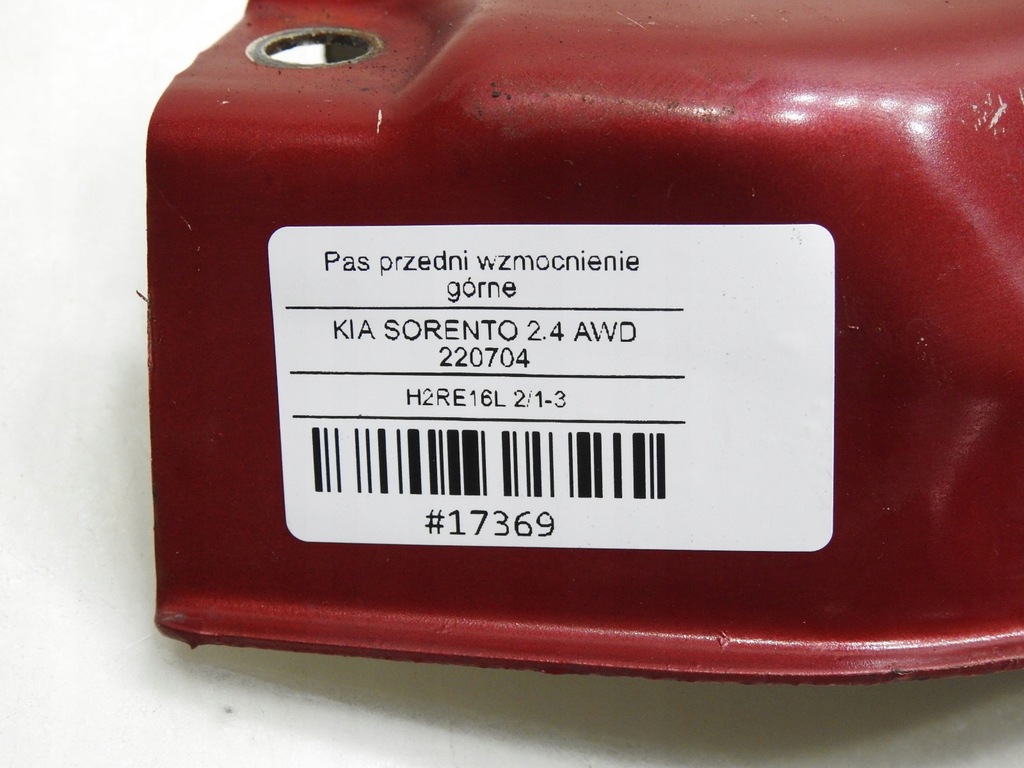 Pas przedni wzmocnienie
górne
KIA SORENTO 2.4 AWD
220704
H2RE16L 2/1-3
#17369